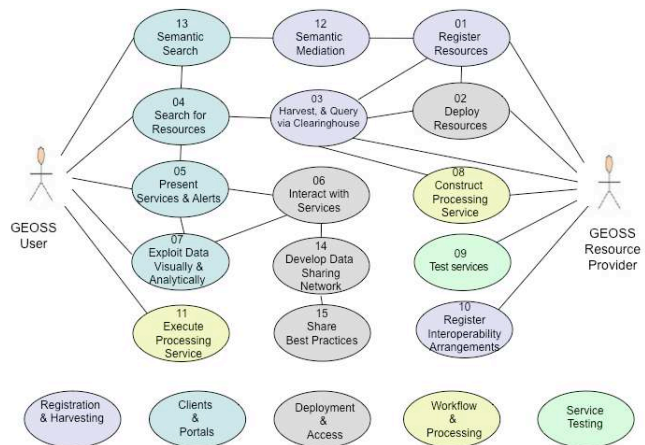 13
Semantic
Search
12
Semantic
Mediation
01
Register
Resources
04
Search for
Resources
03
Harvest, & Query
via Clearinghouse
02
Deploy
Resources
05
Present
Services & Alerts
06
Interact with
Services
08
Construct
Processing
Service
GEOSS
User
GEOSS
Resource
Provider
07
Exploit Data
Visually &
Analytically
14
Develop Data
Sharing
Network
09
Test services
11
Execute
Processing
Service
15
Share
Best Practices
10
Register
Interoperability
Arrangements
Registration
& Harvesting
Clients
&
Portals
Deployment
&
Access
Workflow
&
Processing
Service
Testing